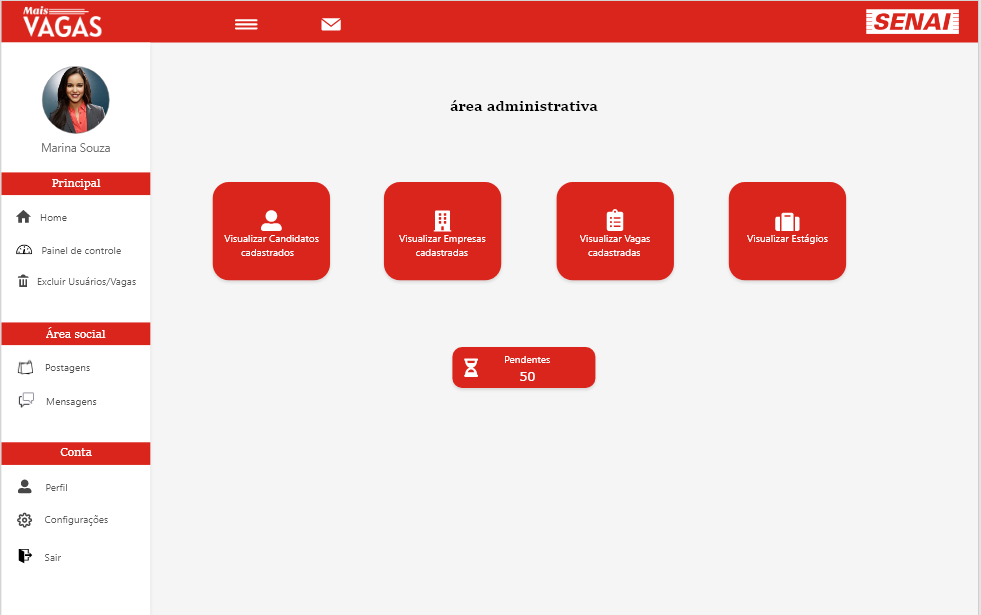 Mais
VAGAS
SENAI
Marina Souza
Principal
Home
Painel de controle
Excluir Usuários/Vagas
Área social
Postagens
Mensagens
Conta
Perfil
Configurações
Sair
área administrativa
Visualizar Candidatos
cadastrados
Visualizar Empresas
cadastradas
Visualizar Vagas
cadastradas
Visualizar Estágios
Pendentes
50